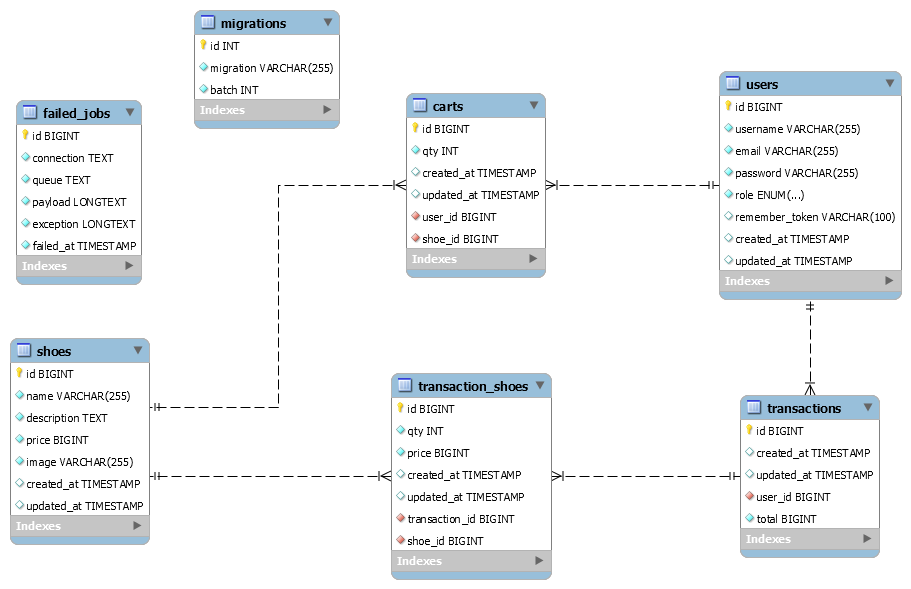 migrations
id INT
migration VARCHAR(255)
batch INT
Indexes
failed_jobs
id BIGINT
connection TEXT
queue TEXT
payload LONGTEXT
exception LONGTEXT
failed_at TIMESTAMP
Indexes
carts
id BIGINT
qty INT
created_at TIMESTAMP
updated_at TIMESTAMP
user_id BIGINT
shoe_id BIGINT
Indexes
users
id BIGINT
username VARCHAR(255)
email VARCHAR(255)
password VARCHAR(255)
role ENUM(...)
remember_token VARCHAR(100)
created_at TIMESTAMP
updated_at TIMESTAMP
Indexes
shoes
id BIGINT
name VARCHAR(255)
description TEXT
price BIGINT
image VARCHAR(255)
created_at TIMESTAMP
updated_at TIMESTAMP
Indexes
transaction_shoes
id BIGINT
qty INT
price BIGINT
created_at TIMESTAMP
updated_at TIMESTAMP
transaction_id BIGINT
shoe_id BIGINT
Indexes
transactions
id BIGINT
created_at TIMESTAMP
updated_at TIMESTAMP
user_id BIGINT
total BIGINT
Indexes